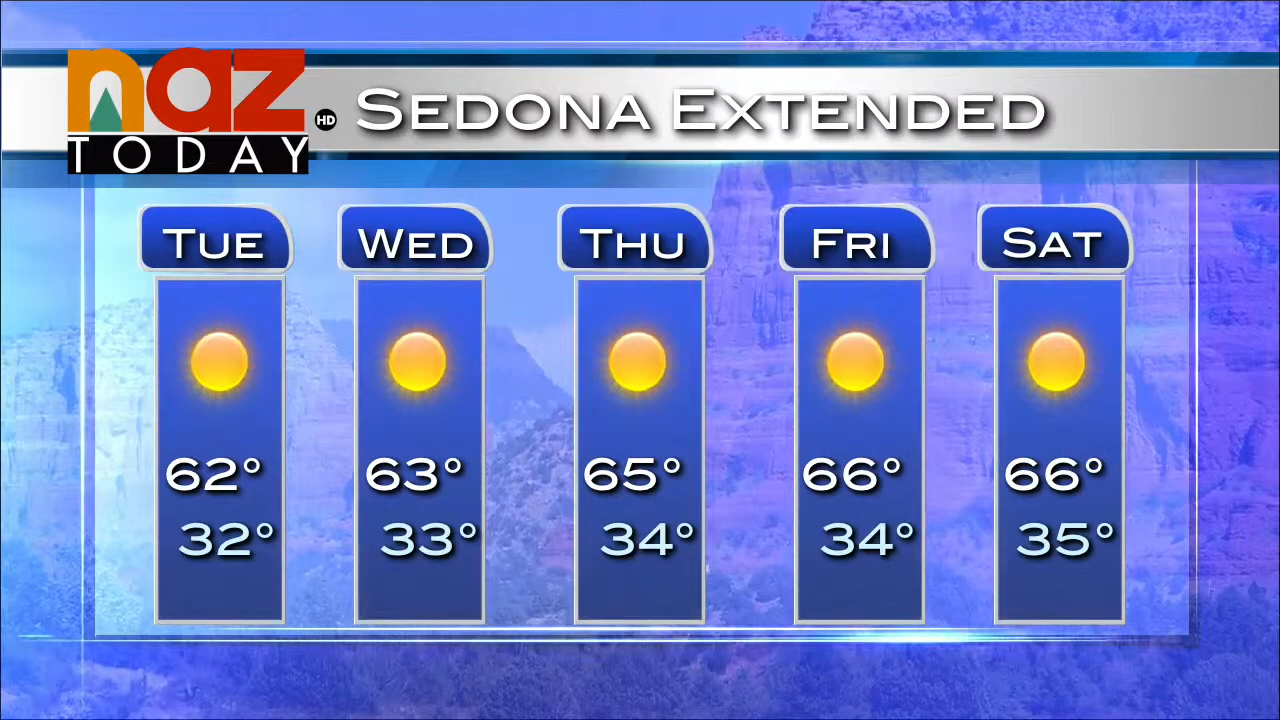 naz
TODAY
HD
SEDONA EXTENDED
TUE WED THU FRI SAT
62° 63° 65° 66° 66°
32° 33° 34° 34° 35°